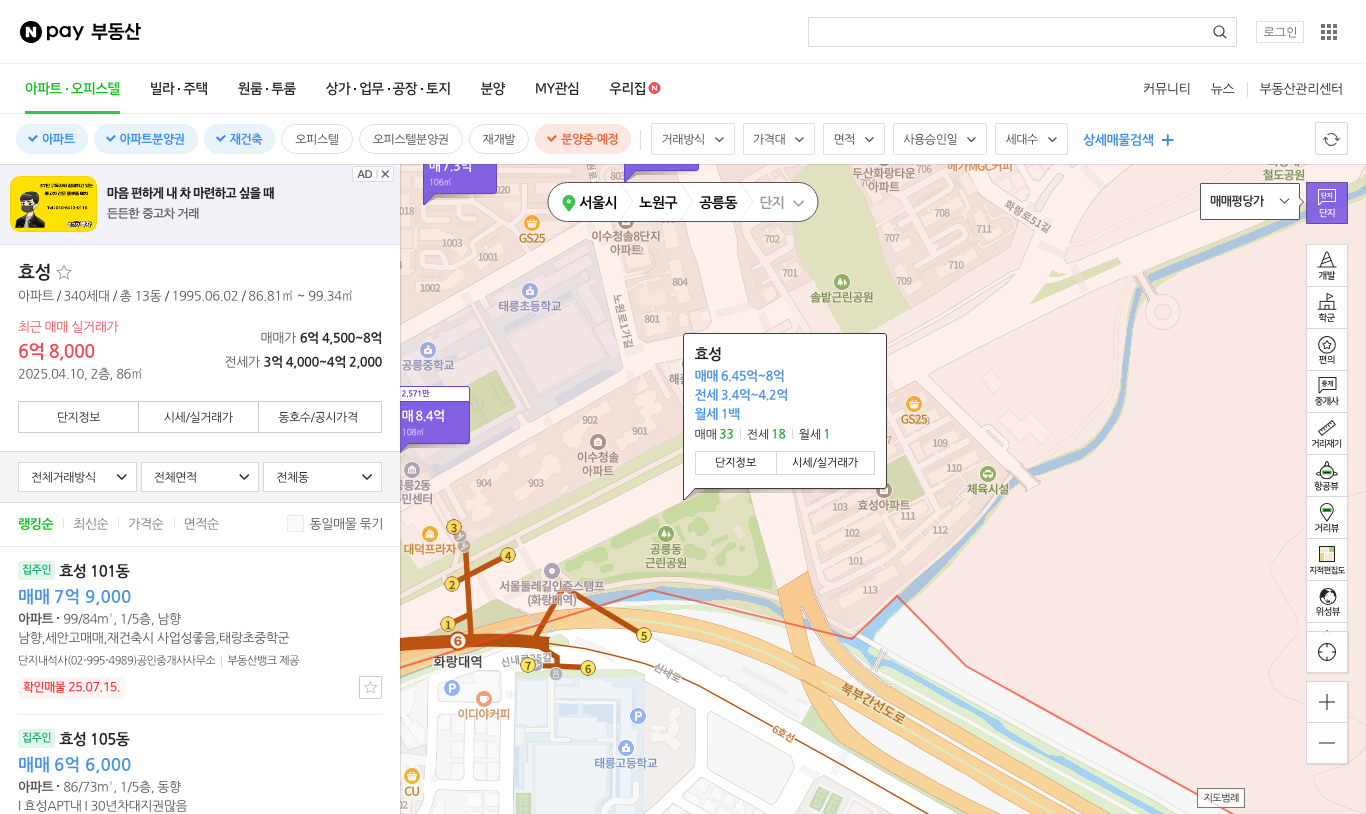 N pay 부동산
로그인
아파트·오피스텔 빌라·주택 원룸·투룸 상가·업무·공장·토지 분양 MY관심 우리집 N
커뮤니티 뉴스 부동산관리센터
아파트 아파트분양권 재건축 오피스텔 오피스텔분양권 재개발 분양중·예정
거래방식 가격대 면적 사용승인일 세대수 상세매물검색
AD
마음 편하게 내 차 마련하고 싶을 때
든든한 중고차 거래
효성
아파트 / 340세대 / 총 13동 / 1995.06.02 / 86.81㎡ ~ 99.34㎡
최근 매매 실거래가
6억 8,000
2025.04.10, 2층, 86㎡
매매가 6억 4,500~8억
전세가 3억 4,000~4억 2,000
단지정보 시세/실거래가 동호수/공시가격
전체거래방식 전체면적 전체동
랭킹순 최신순 가격순 면적순 동일매물 묶기
집주인 효성 101동
매매 7억 9,000
아파트 · 99/84m², 1/5층, 남향
남향,세안고매매,재건축시 사업성좋음,태랑초중학군
단지내석사(02-995-4989)공인중개사사무소 부동산뱅크 제공
확인매물 25.07.15.
집주인 효성 105동
매매 6억 6,000
아파트 · 86/73m², 1/5층, 동향
I 효성APT내 I 30년차대지권많음
매 7.3억
106㎡
서울시 노원구 공릉동 단지
매매평당가
단지
단지
개발
학군
편의
중개
중개사
거리재기
항공뷰
거리뷰
지적편집도
위성뷰
지도범례
효성
매매 6.45억~8억
전세 3.4억~4.2억
월세 1백
매매 33 전세 18 월세 1
단지정보 시세/실거래가
2,571만
매 8.4억
108㎡
1020
1018
1003
1001
1002
GS25
이수청솔8단지
아파트
803
702
701
801
두산화랑타운
아파트
706
메가MGC커피
708
711
707
709
710
화랑로51길
철도공원
솔밭근린공원
태릉초등학교
노원로1가길
공릉중학교
902
901
이수청솔
아파트
904
903
공릉2동
주민센터
GS25
109
110
체육시설
103
효성아파트
111
112
102
101
113
공릉동
근린공원
대덕프라자
3
4
2
1
5
6
7
6
서울둘레길인증스탬프
(화랑대역)
화랑대역
신내로25길
신내로
북부간선도로
6호선
P
이디야커피
P
태릉고등학교
CU